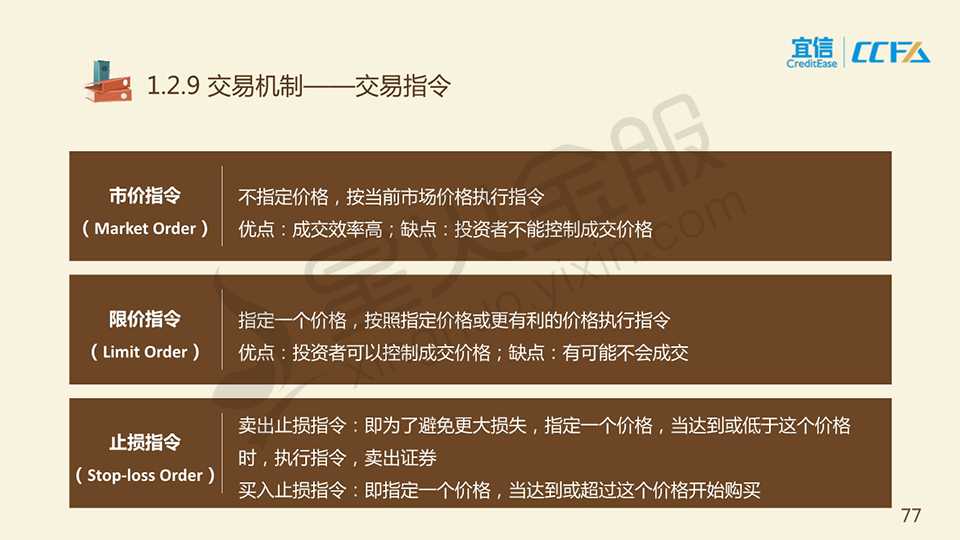 宜信
CreditEase
CCFA
1.2.9 交易机制——交易指令
市价指令
（Market Order）
不指定价格，按当前市场价格执行指令
优点：成交效率高；缺点：投资者不能控制成交价格
限价指令
（Limit Order）
指定一个价格，按照指定价格或更有利的价格执行指令
优点：投资者可以控制成交价格；缺点：有可能不会成交
止损指令
（Stop-loss Order）
卖出止损指令：即为了避免更大损失，指定一个价格，当达到或低于这个价格
时，执行指令，卖出证券
买入止损指令：即指定一个价格，当达到或超过这个价格开始购买
星火金服
77